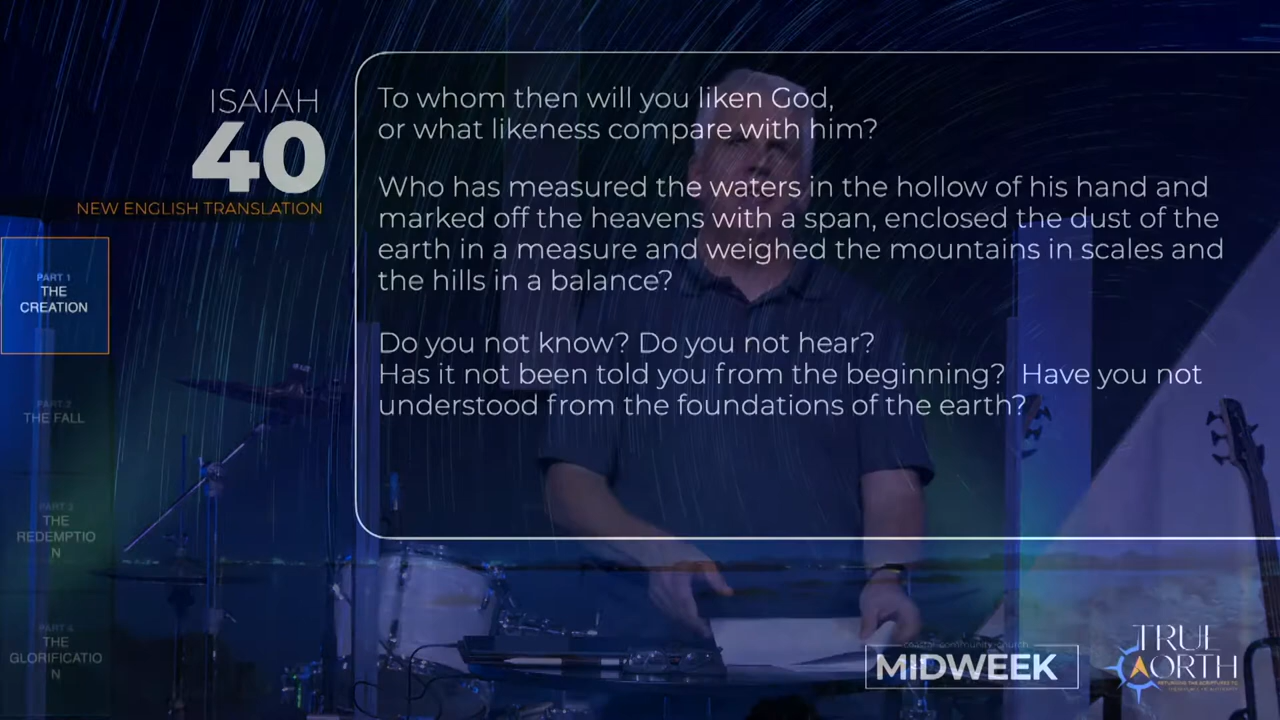 ISAIAH
40
NEW ENGLISH TRANSLATION
To whom then will you liken God,
or what likeness compare with him?
Who has measured the waters in the hollow of his hand and
marked off the heavens with a span, enclosed the dust of the
earth in a measure and weighed the mountains in scales and
the hills in a balance?
Do you not know? Do you not hear?
Has it not been told you from the beginning? Have you not
understood from the foundations of the earth?
PART 1
THE
CREATION
PART 2
THE FALL
PART 3
THE
REDEMPTIO
N
PART 4
THE
GLORIFICATIO
N
coastal community church
MIDWEEK
TRUE
NORTH